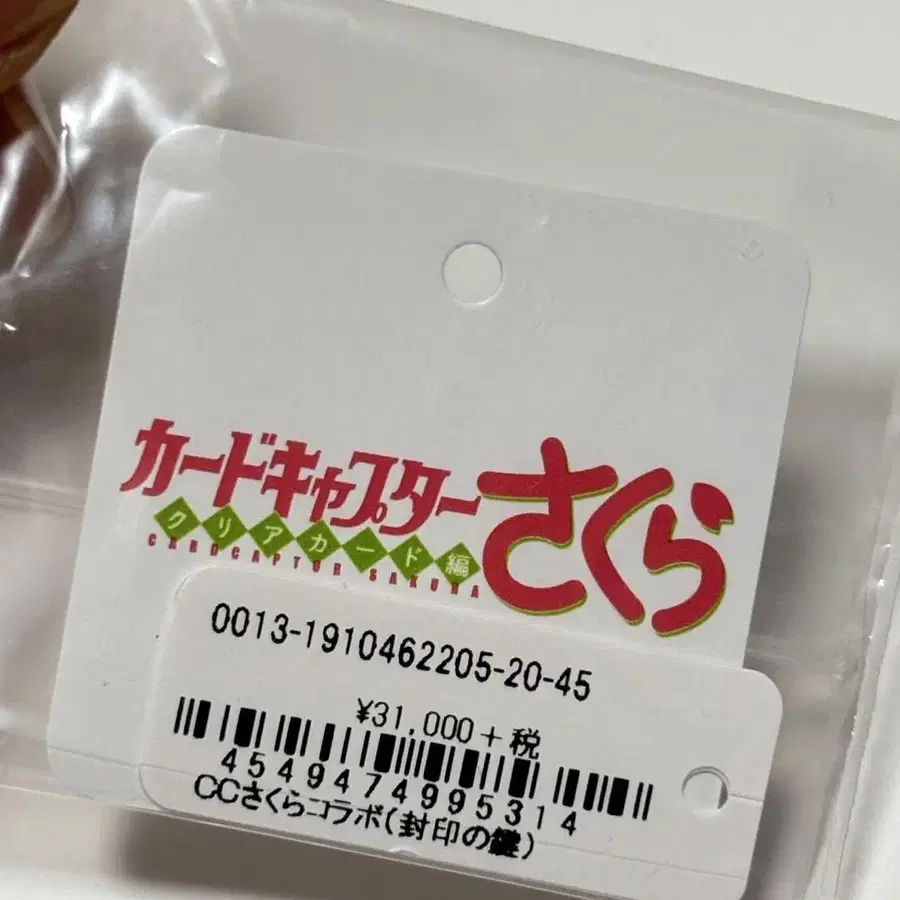 カードキャプターさくら
クリアカード編
CARDCAPTOR SAKURA
0013-1910462205-20-45
¥31,000+税
4549474995314
CCさくらコラボ(封印の鍵)